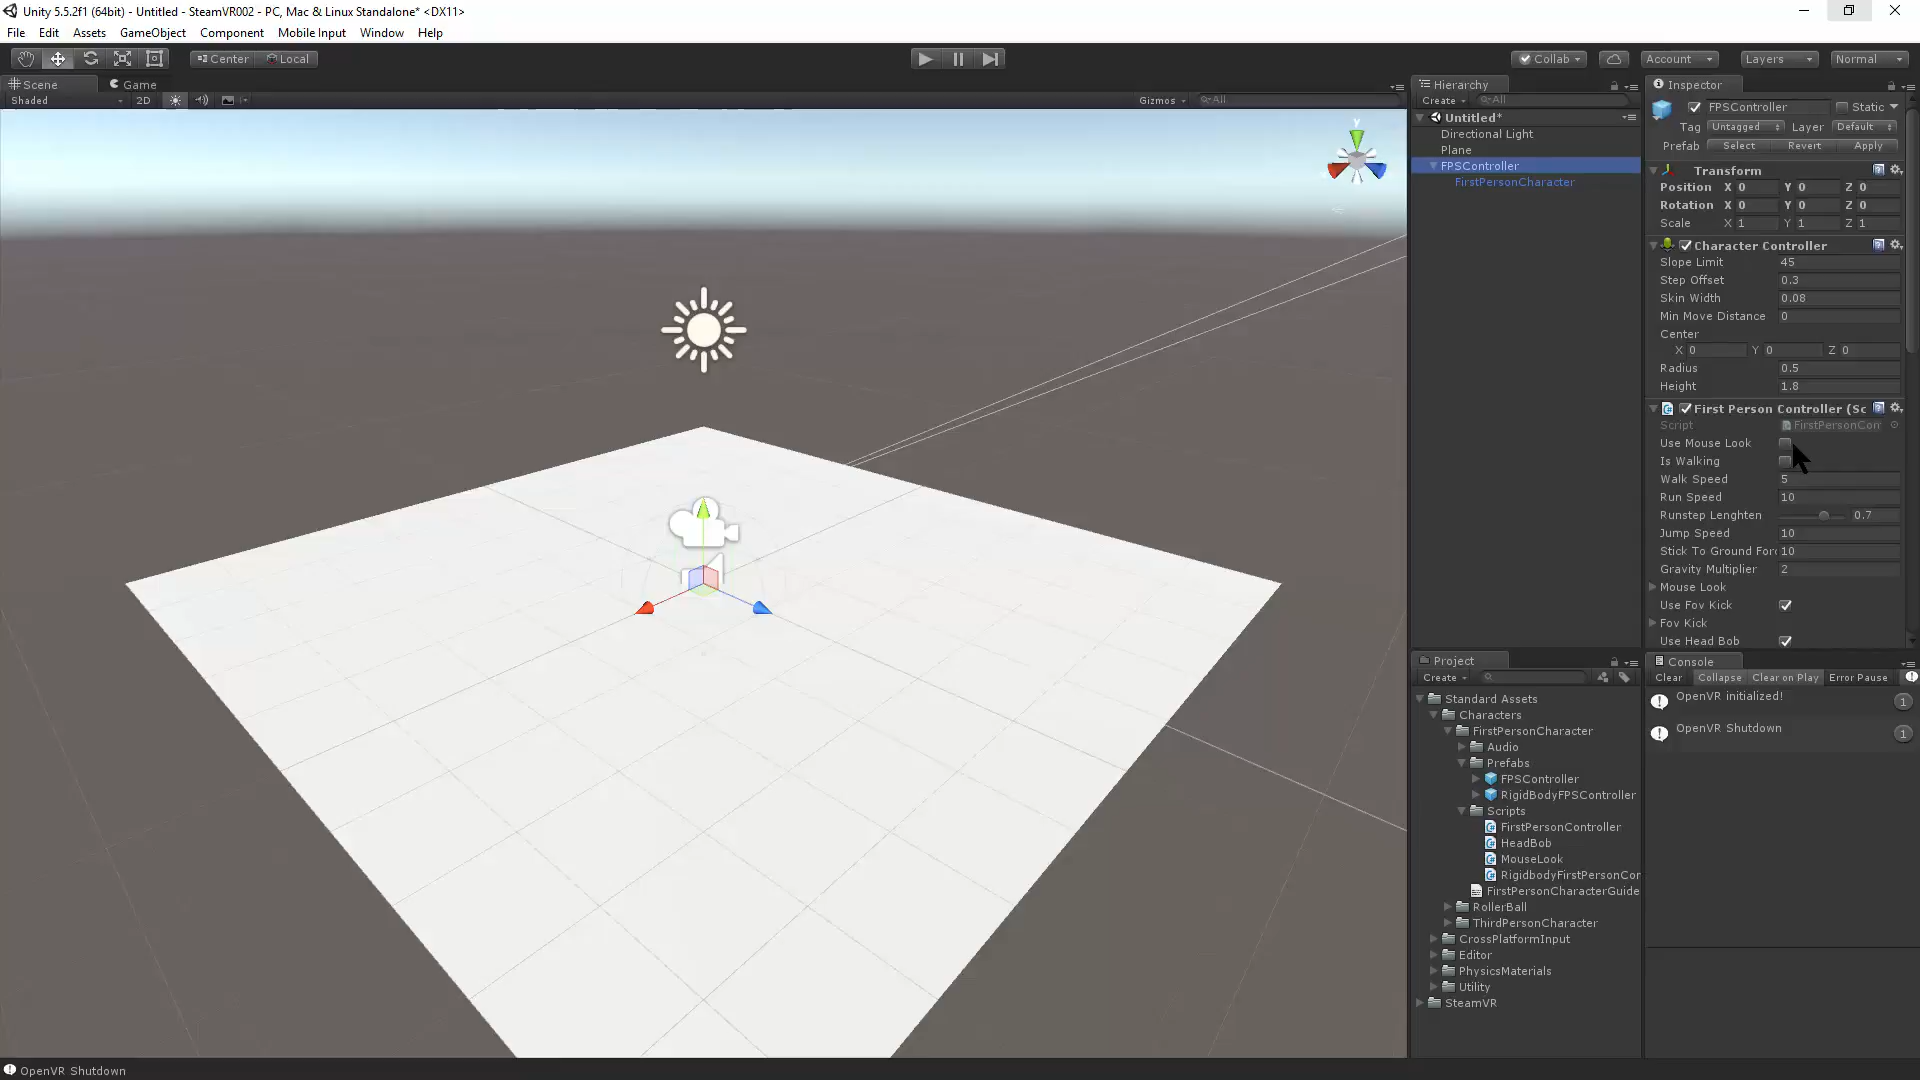 Unity 5.5.2f1 (64bit) - Untitled - SteamVR002 - PC, Mac & Linux Standalone* <DX11>
File Edit Assets GameObject Component Mobile Input Window Help
Center Local
Collab Account Layers Normal
Scene Game
Shaded 2D Gizmos All
y
Hierarchy
Create All
Untitled*
Directional Light
Plane
FPSController
FirstPersonCharacter
Inspector
FPSController Static
Tag Untagged Layer Default
Prefab Select Revert Apply
Transform
Position X 0 Y 0 Z 0
Rotation X 0 Y 0 Z 0
Scale X 1 Y 1 Z 1
Character Controller
Slope Limit 45
Step Offset 0.3
Skin Width 0.08
Min Move Distance 0
Center
X 0 Y 0 Z 0
Radius 0.5
Height 1.8
First Person Controller (Sc
Script FirstPersonCon
Use Mouse Look
Is Walking
Walk Speed 5
Run Speed 10
Runstep Lenghten 0.7
Jump Speed 10
Stick To Ground Forc 10
Gravity Multiplier 2
Mouse Look
Use Fov Kick
Fov Kick
Use Head Bob
Project
Create
Standard Assets
Characters
FirstPersonCharacter
Audio
Prefabs
FPSController
RigidBodyFPSController
Scripts
FirstPersonController
HeadBob
MouseLook
RigidbodyFirstPersonCor
FirstPersonCharacterGuide
RollerBall
ThirdPersonCharacter
CrossPlatformInput
Editor
PhysicsMaterials
Utility
SteamVR
Console
Clear Collapse Clear on Play Error Pause
OpenVR initialized! 1
OpenVR Shutdown 1
OpenVR Shutdown